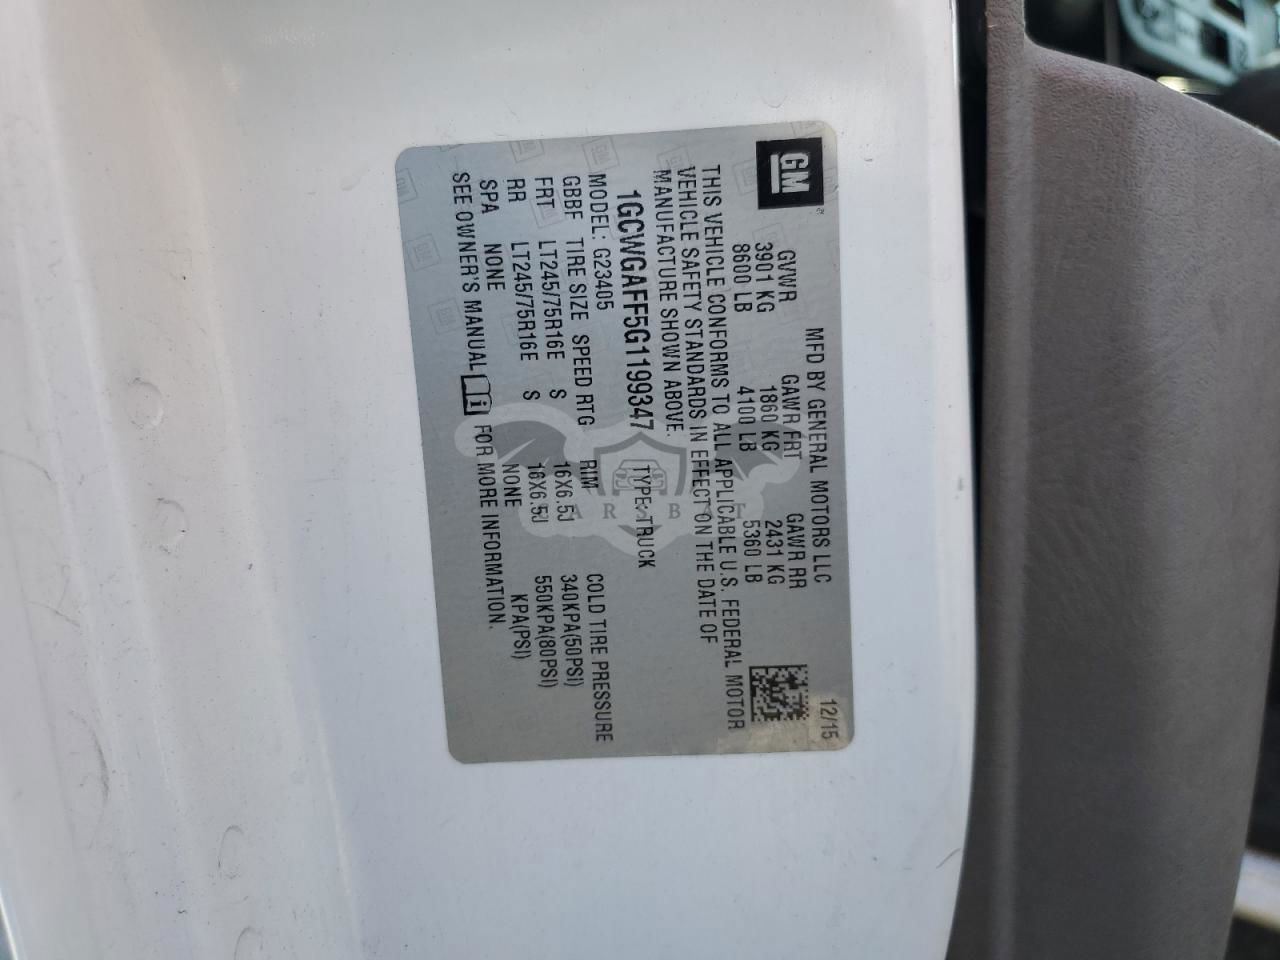 GM
MFD BY GENERAL MOTORS LLC
12/15
GVWR GAWR FRT GAWR RR
3901 KG 1860 KG 2431 KG
8600 LB 4100 LB 5360 LB
THIS VEHICLE CONFORMS TO ALL APPLICABLE U.S. FEDERAL MOTOR
VEHICLE SAFETY STANDARDS IN EFFECT ON THE DATE OF
MANUFACTURE SHOWN ABOVE.
1GCWGAFF5G1199347 TYPE: TRUCK
MODEL: G23405
GBBF TIRE SIZE SPEED RTG RIM COLD TIRE PRESSURE
FRT LT245/75R16E S 16X6.5J 340KPA(50PSI)
RR LT245/75R16E S 16X6.5J 550KPA(80PSI)
SPA NONE NONE KPA(PSI)
SEE OWNER'S MANUAL i FOR MORE INFORMATION.